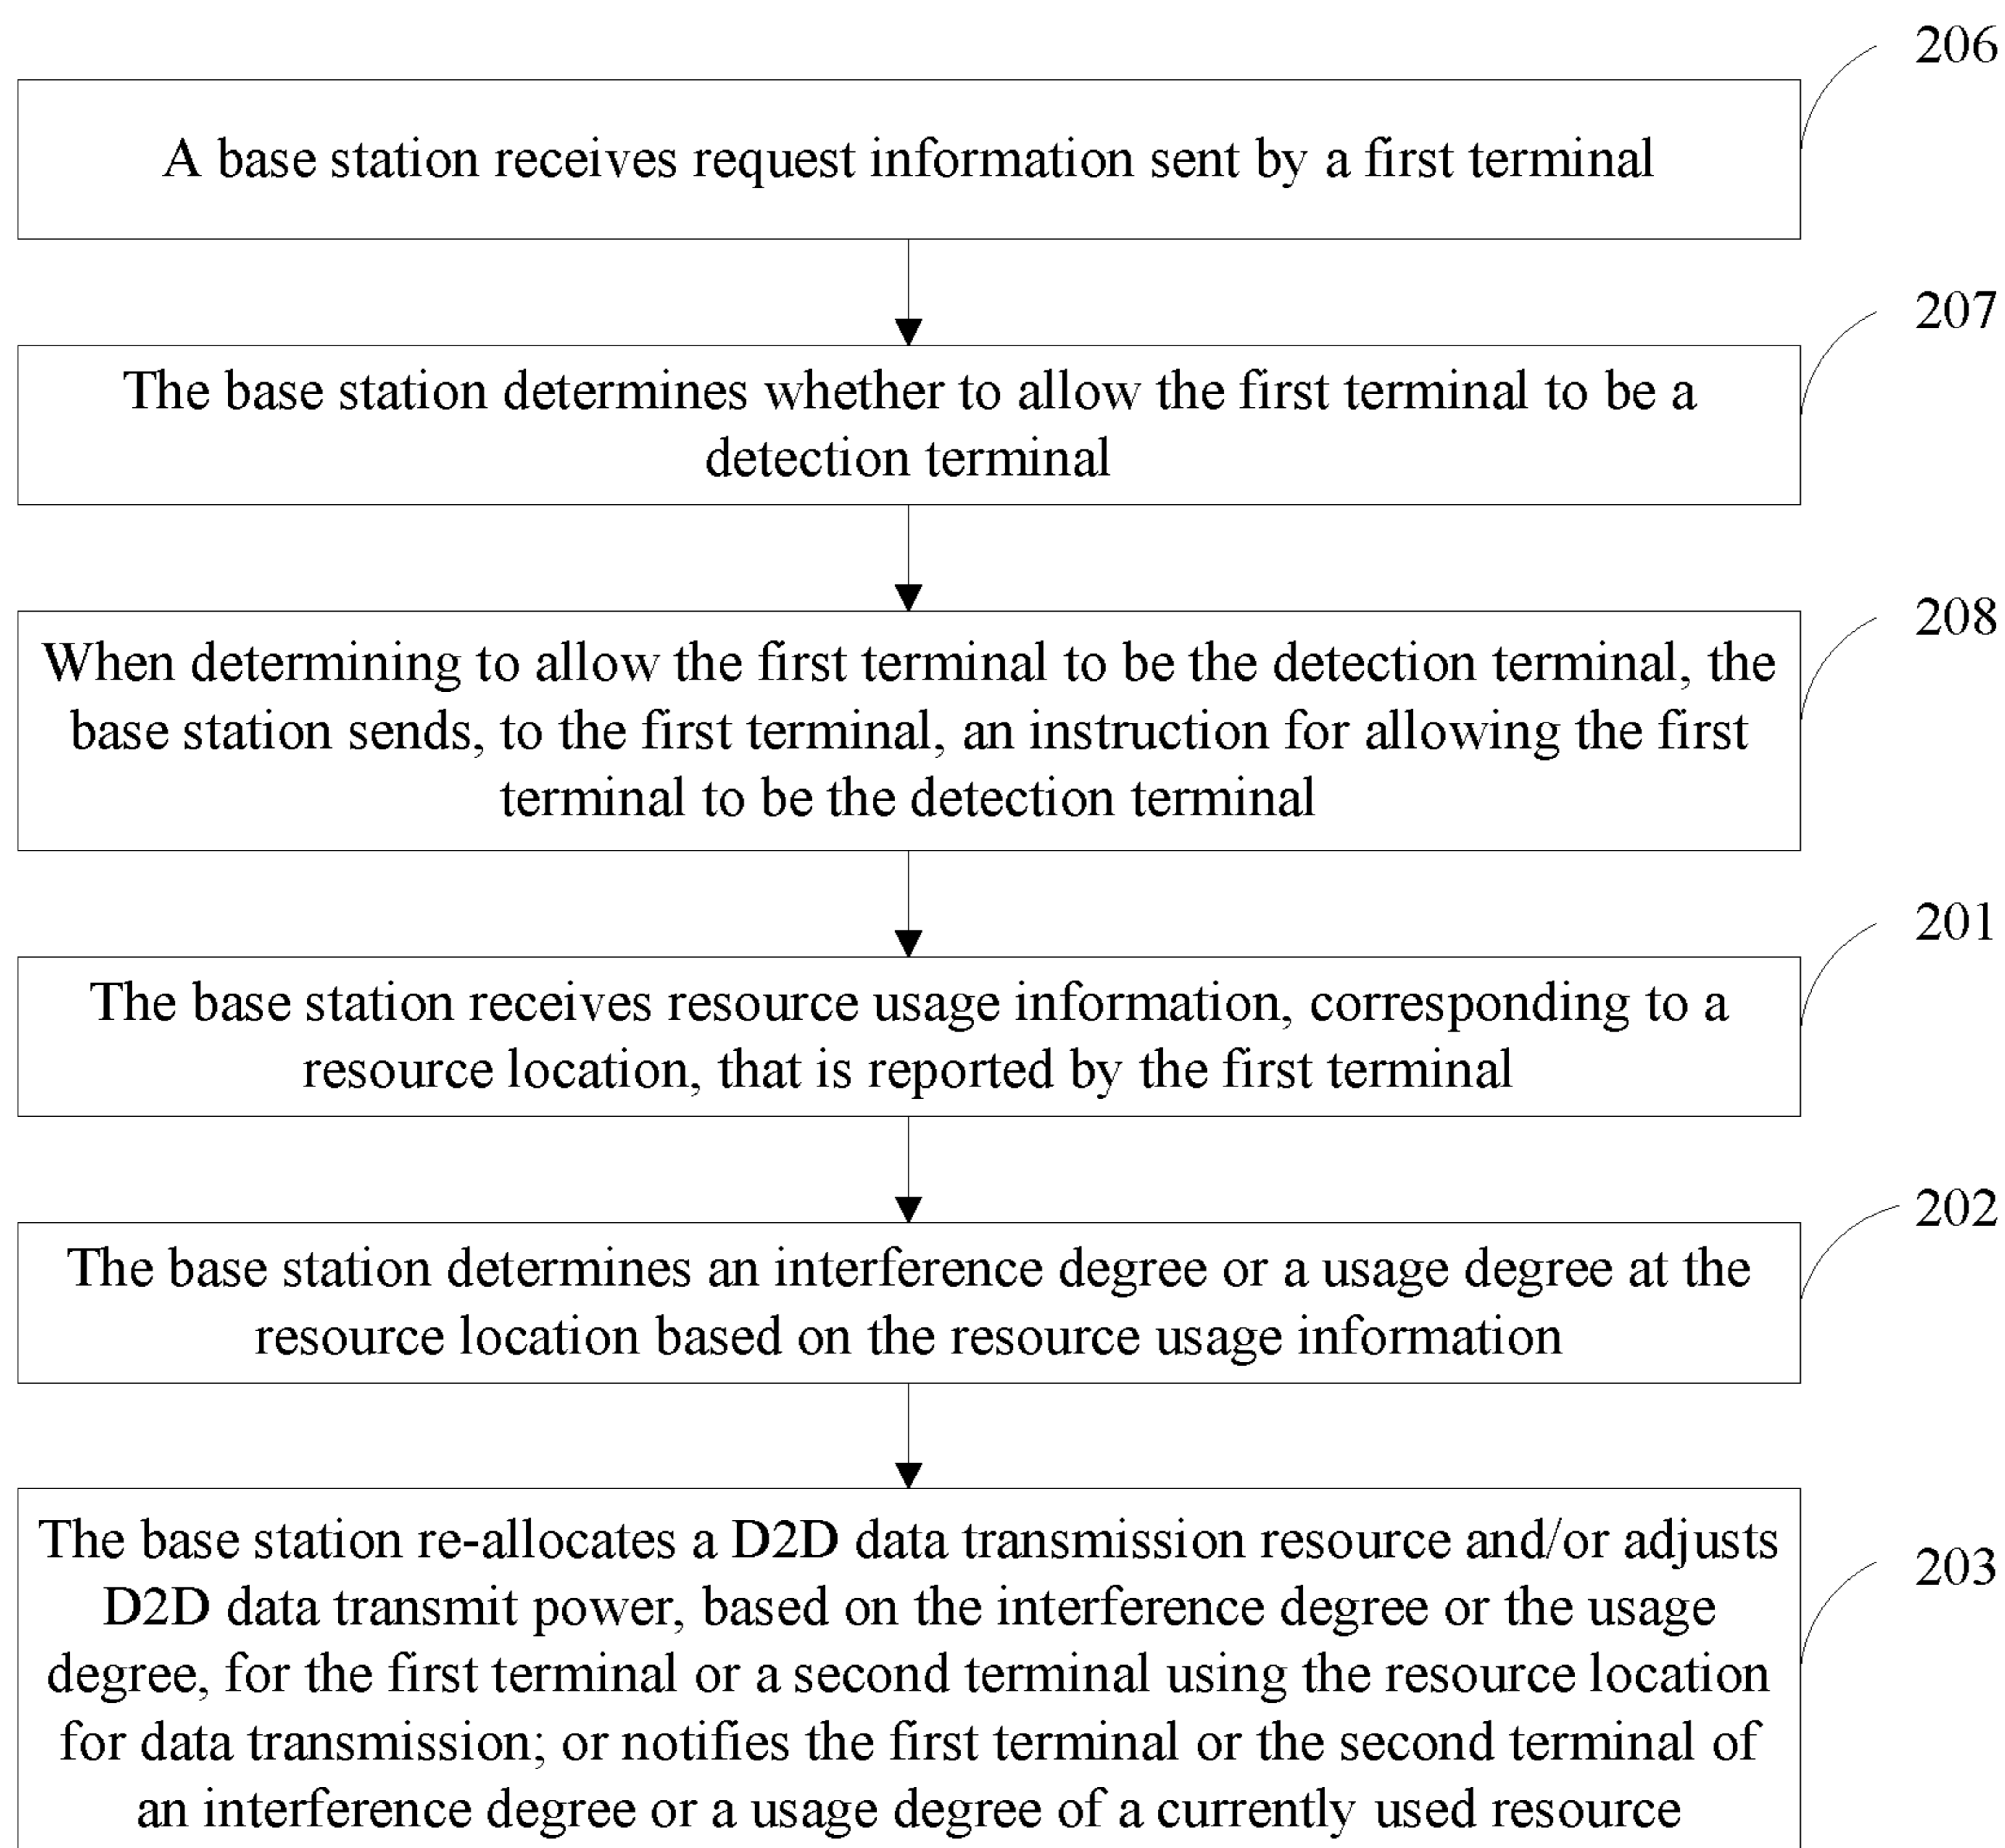 206
A base station receives request information sent by a first terminal
207
The base station determines whether to allow the first terminal to be a
detection terminal
208
When determining to allow the first terminal to be the detection terminal, the
base station sends, to the first terminal, an instruction for allowing the first
terminal to be the detection terminal
201
The base station receives resource usage information, corresponding to a
resource location, that is reported by the first terminal
202
The base station determines an interference degree or a usage degree at the
resource location based on the resource usage information
203
The base station re-allocates a D2D data transmission resource and/or adjusts
D2D data transmit power, based on the interference degree or the usage
degree, for the first terminal or a second terminal using the resource location
for data transmission; or notifies the first terminal or the second terminal of
an interference degree or a usage degree of a currently used resource